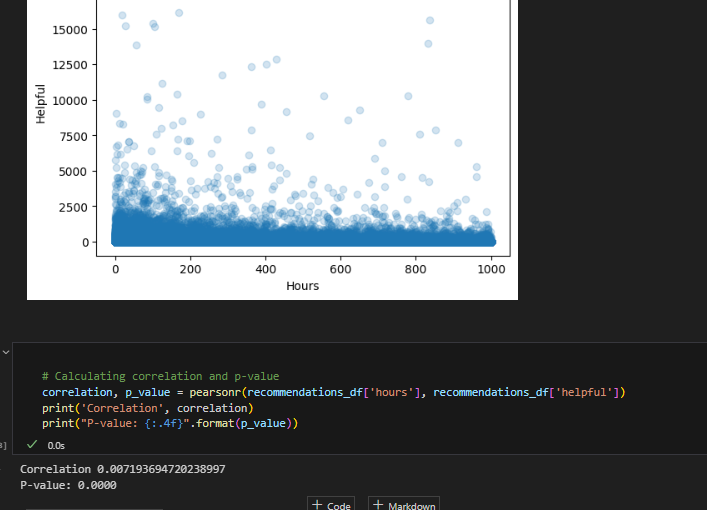 15000
12500
10000
7500
5000
2500
0
Helpful
0 200 400 600 800 1000
Hours
# Calculating correlation and p-value
correlation, p_value = pearsonr(recommendations_df['hours'], recommendations_df['helpful'])
print('Correlation', correlation)
print("P-value: {:.4f}".format(p_value))
0.0s
Correlation 0.007193694720238997
P-value: 0.0000
+ Code + Markdown